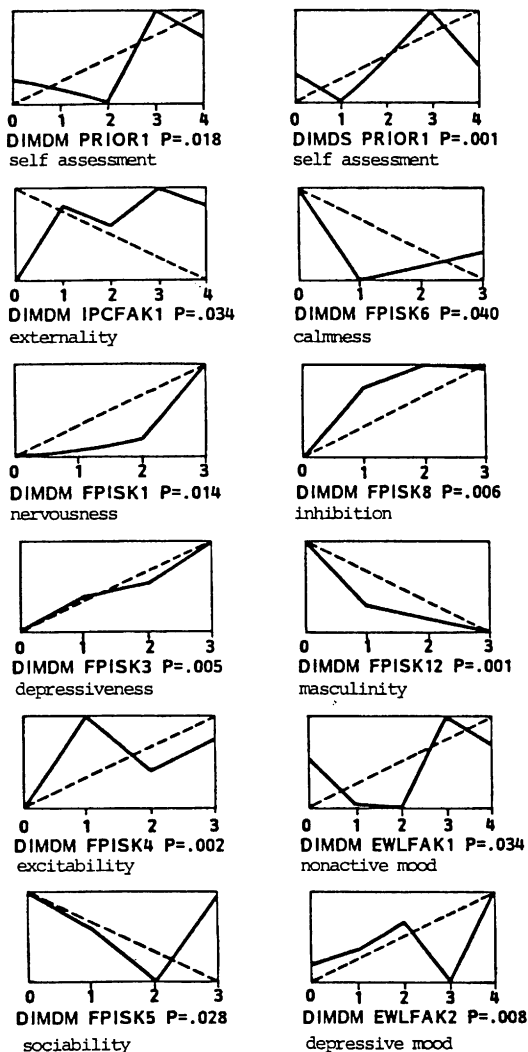 0 1 2 3 4
DIMDM PRIOR1 P=.018
self assessment
0 1 2 3 4
DIMDS PRIOR1 P=.001
self assessment
0 1 2 3 4
DIMDM IPCFAK1 P=.034
externality
0 1 2 3
DIMDM FPISK6 P=.040
calmness
0 1 2 3
DIMDM FPISK1 P=.014
nervousness
0 1 2 3
DIMDM FPISK8 P=.006
inhibition
0 1 2 3
DIMDM FPISK3 P=.005
depressiveness
0 1 2 3
DIMDM FPISK12 P=.001
masculinity
0 1 2 3
DIMDM FPISK4 P=.002
excitability
0 1 2 3 4
DIMDM EWLFAK1 P=.034
nonactive mood
0 1 2 3
DIMDM FPISK5 P=.028
sociability
0 1 2 3 4
DIMDM EWLFAK2 P=.008
depressive mood